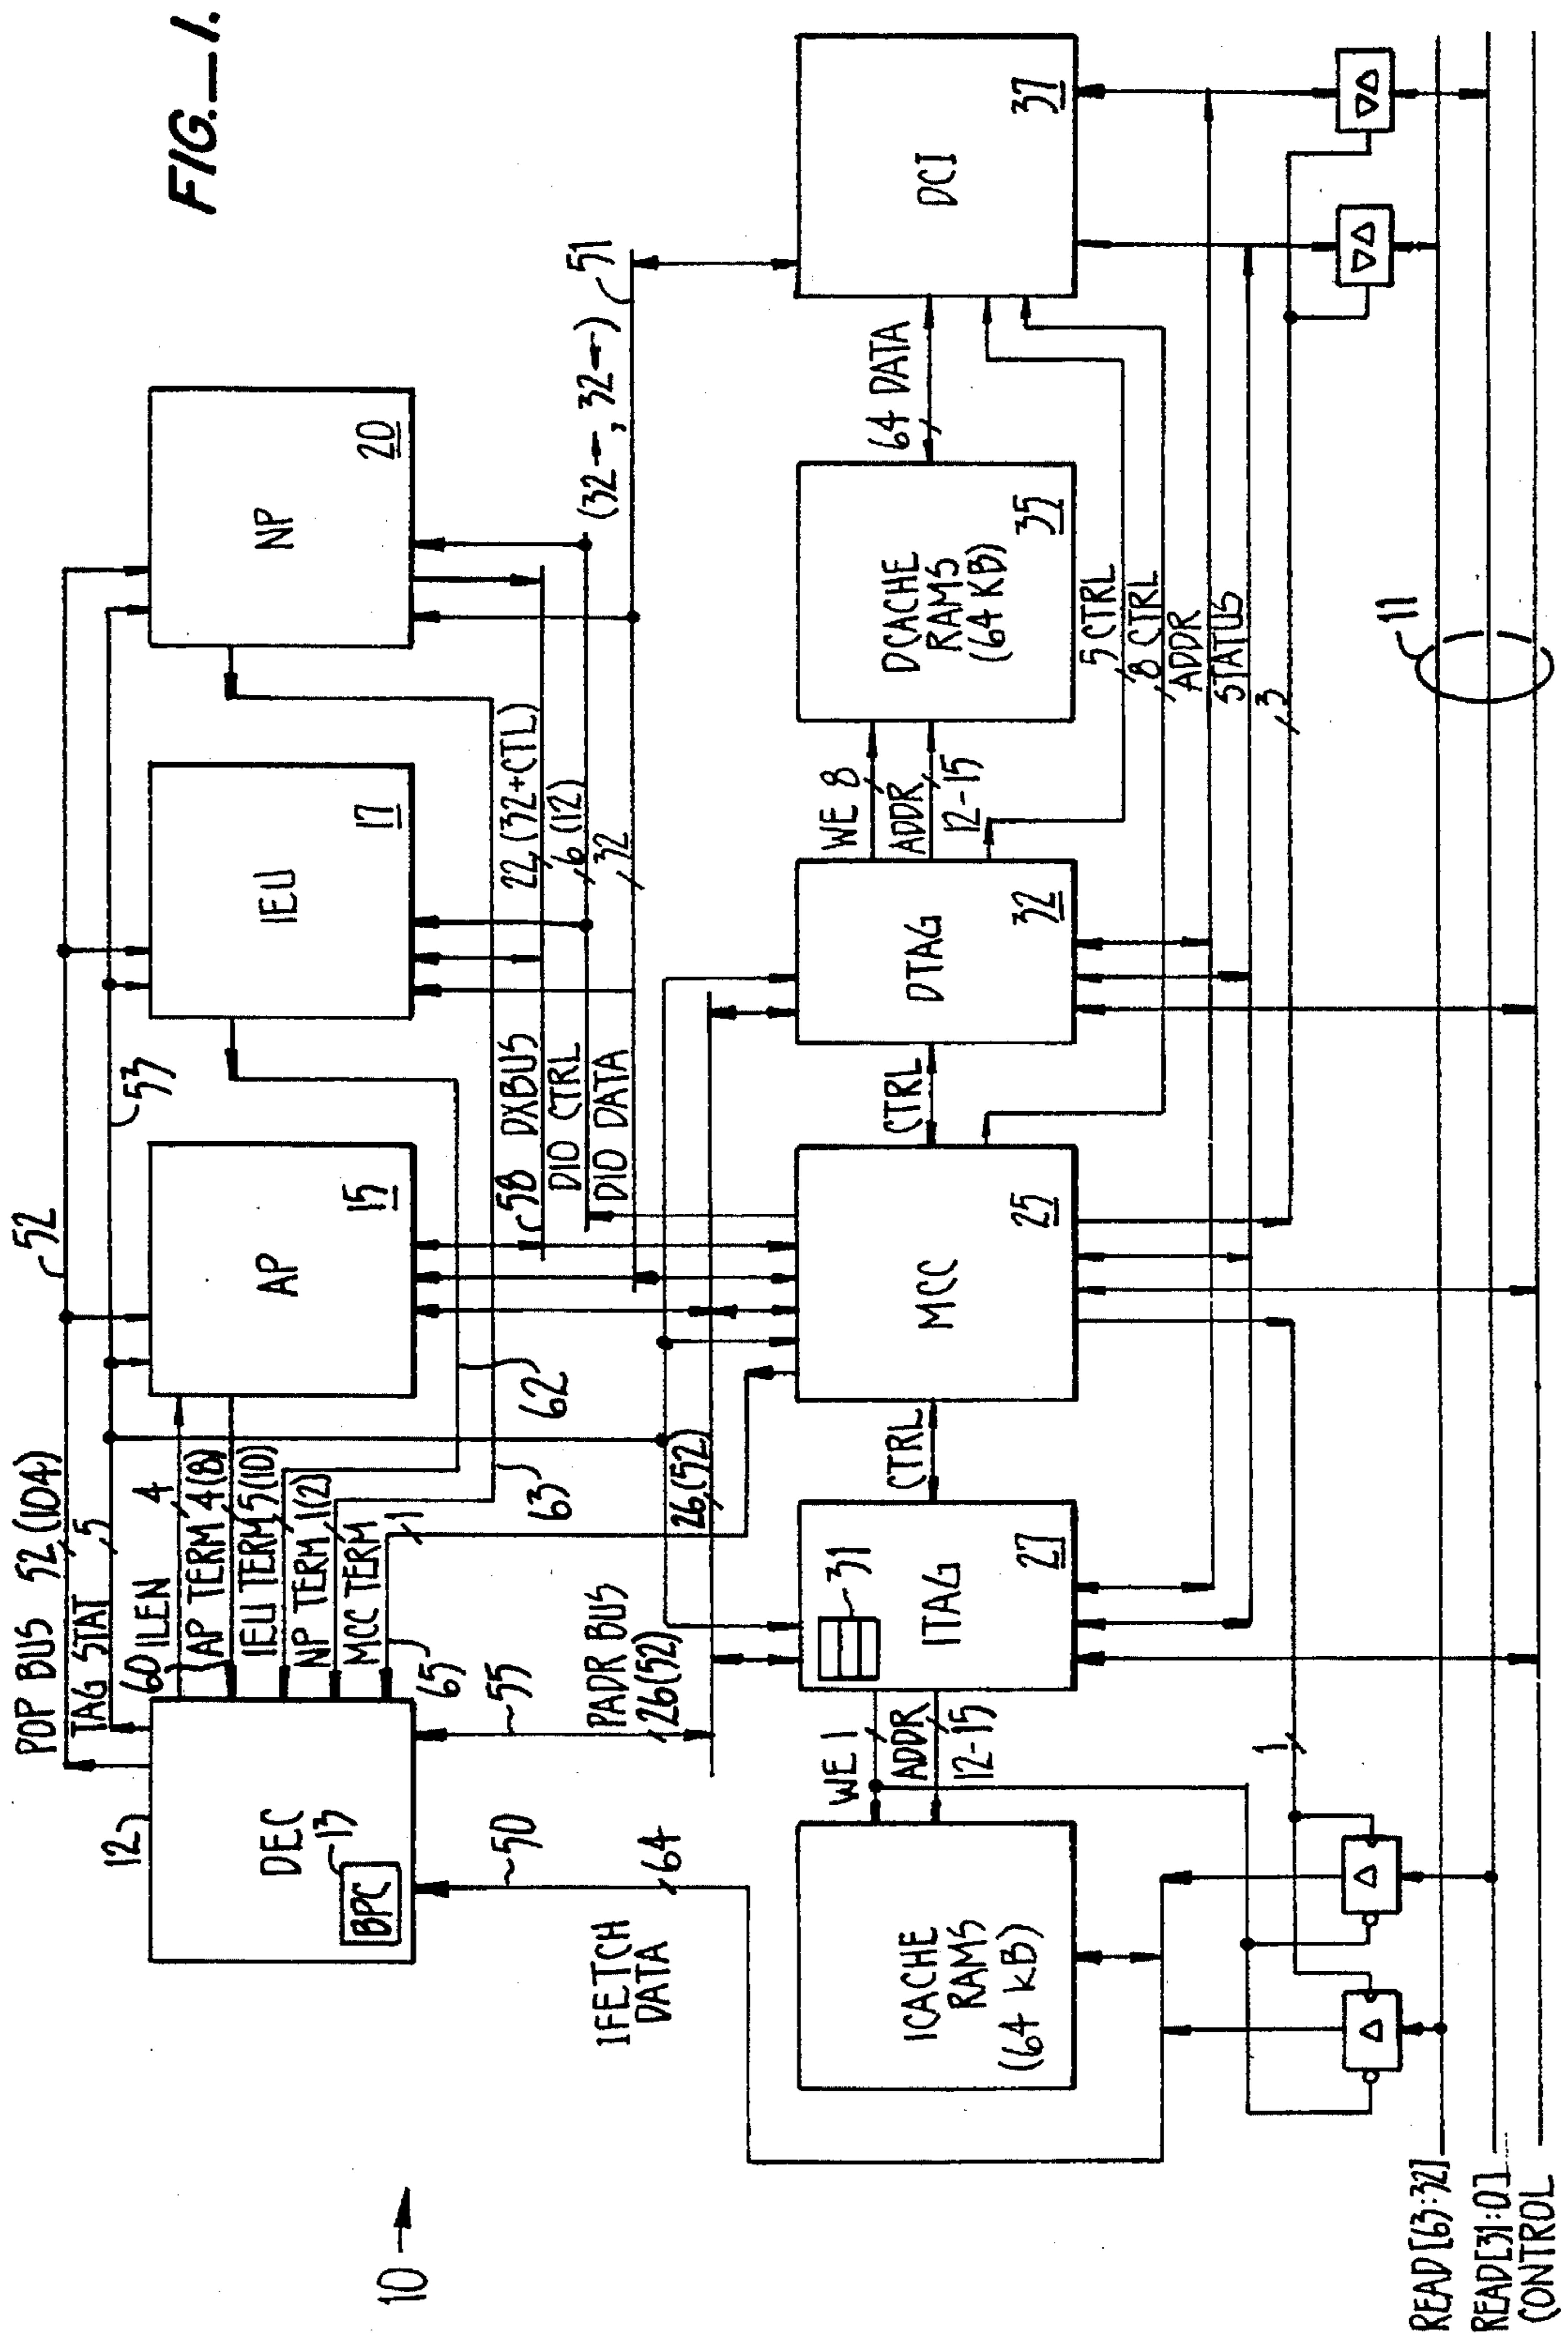 FIG._1.
POP BUS 52 (104)
TAG STAT 5
52
53
12
DEC
13
BPC
60
ILEN 4
AP TERM 4(8)
IEU TERM 5(10)
NP TERM 1(2)
MCC TERM 1
65
AP
15
IEU
17
NP
20
62
63
58 DXBUS
22 (32+CTL)
DIO CTRL
6 (12)
DIO DATA
32
(32←, 32→)
51
10
IFETCH
DATA
50
64
55
PADR BUS
26(52)
26(52)
ICACHE
RAMS
(64 kB)
WE 1
ADDR
12-15
31
ITAG
27
CTRL
MCC
25
CTRL
DTAG
32
WE 8
ADDR
12-15
DCACHE
RAMS
(64 KB)
35
64 DATA
DCI
37
5 CTRL
8 CTRL
ADDR
STATUS
3
1
11
READ[63:32]
READ[31:0]
CONTROL